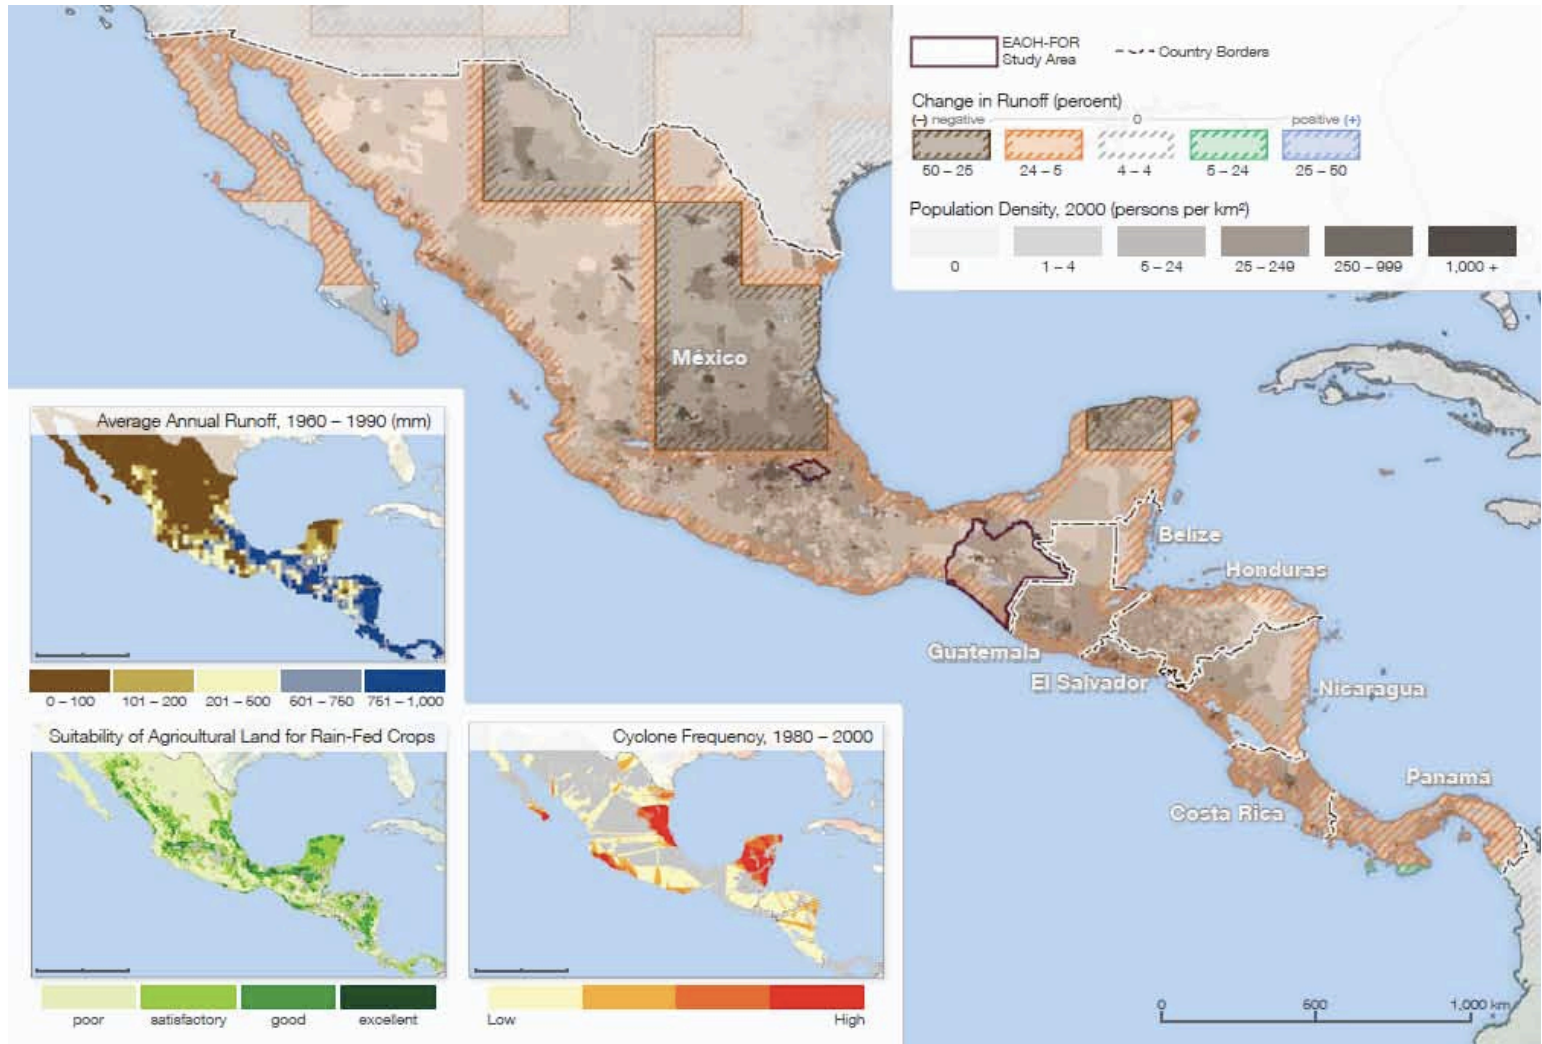 EACH-FOR
Study Area
Country Borders
Change in Runoff (percent)
(–) negative 0 positive (+)
50 – 25 24 – 5 4 – 4 5 – 24 25 – 50
Population Density, 2000 (persons per km²)
0 1 – 4 5 – 24 25 – 249 250 – 999 1,000 +
México
Belize
Honduras
Guatemala
El Salvador
Nicaragua
Costa Rica
Panamá
Average Annual Runoff, 1960 – 1990 (mm)
0 – 100 101 – 200 201 – 500 601 – 750 751 – 1,000
Suitability of Agricultural Land for Rain-Fed Crops
poor satisfactory good excellent
Cyclone Frequency, 1980 – 2000
Low High
0 500 1,000 km